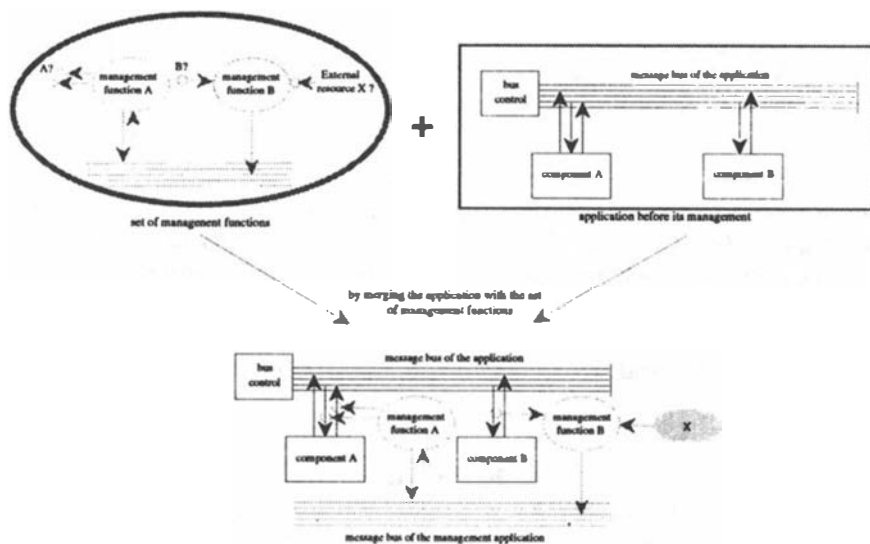 A?
management
function A
B?
management
function B
External
resource X ?
set of management functions
+
message bus of the application
bus
control
component A
component B
application before its management
by merging the application with the set
of management functions
message bus of the application
bus
control
management
function A
management
function B
X
component A
component B
message bus of the management application